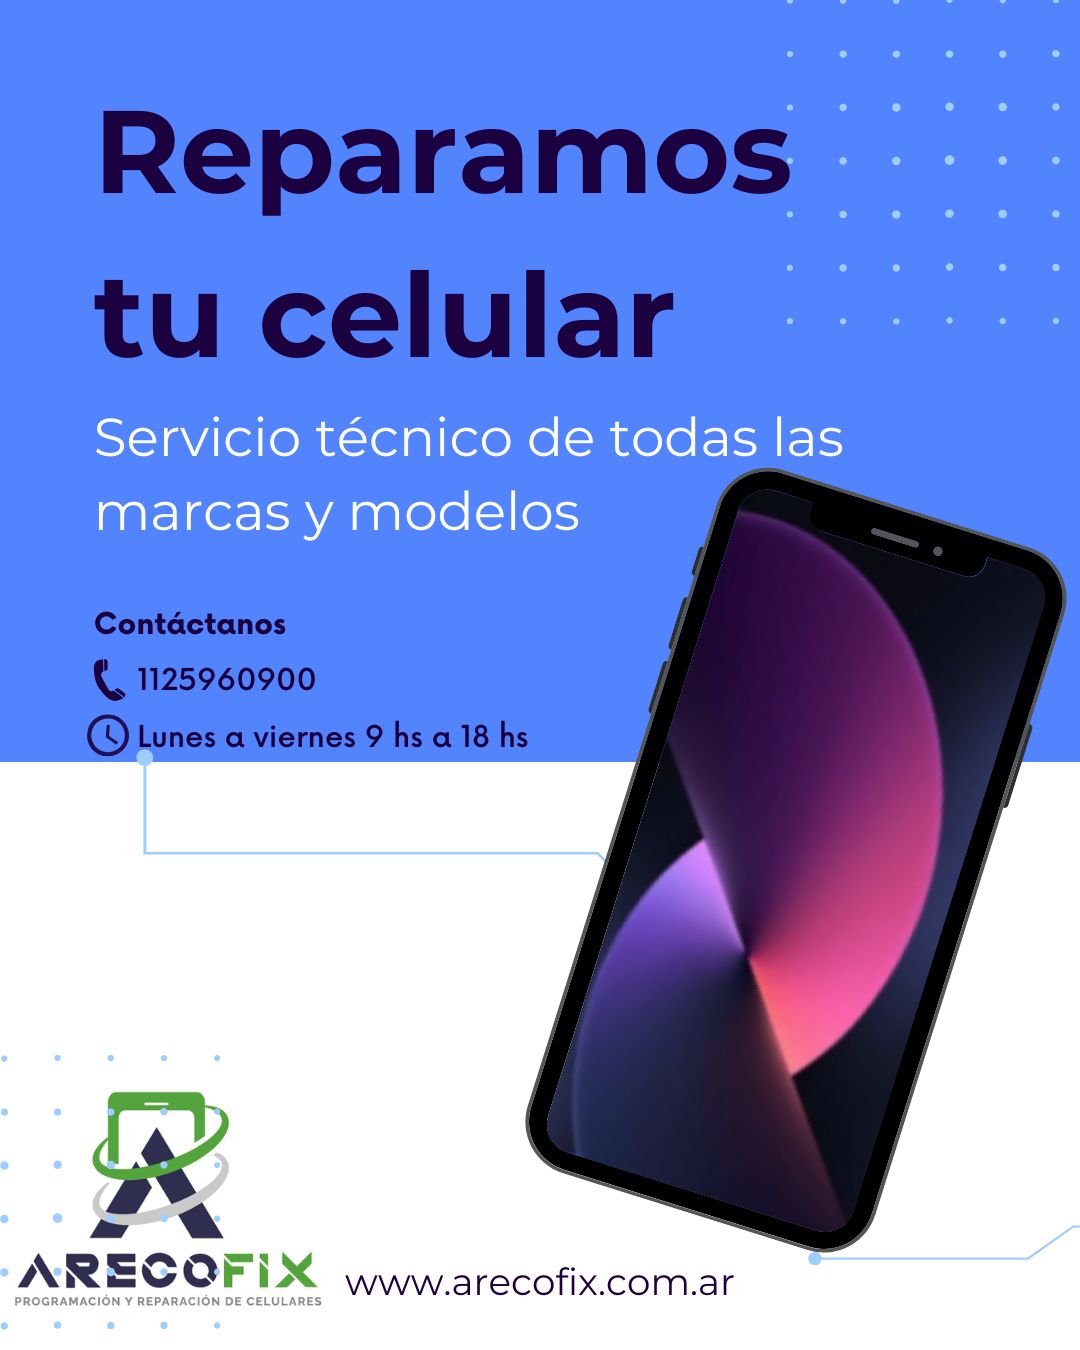 Reparamos
tu celular
Servicio técnico de todas las
marcas y modelos
Contáctanos
1125960900
Lunes a viernes 9 hs a 18 hs
ARECOFIX
PROGRAMACIÓN Y REPARACIÓN DE CELULARES
www.arecofix.com.ar